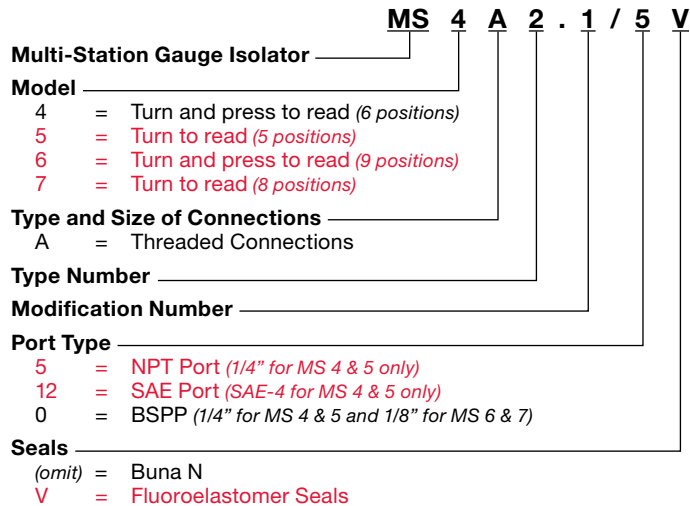 MS 4 A 2 . 1 / 5 V
Multi-Station Gauge Isolator
Model
4 = Turn and press to read (6 positions)
5 = Turn to read (5 positions)
6 = Turn and press to read (9 positions)
7 = Turn to read (8 positions)
Type and Size of Connections
A = Threaded Connections
Type Number
Modification Number
Port Type
5 = NPT Port (1/4” for MS 4 & 5 only)
12 = SAE Port (SAE-4 for MS 4 & 5 only)
0 = BSPP (1/4” for MS 4 & 5 and 1/8” for MS 6 & 7)
Seals
(omit) = Buna N
V = Fluoroelastomer Seals